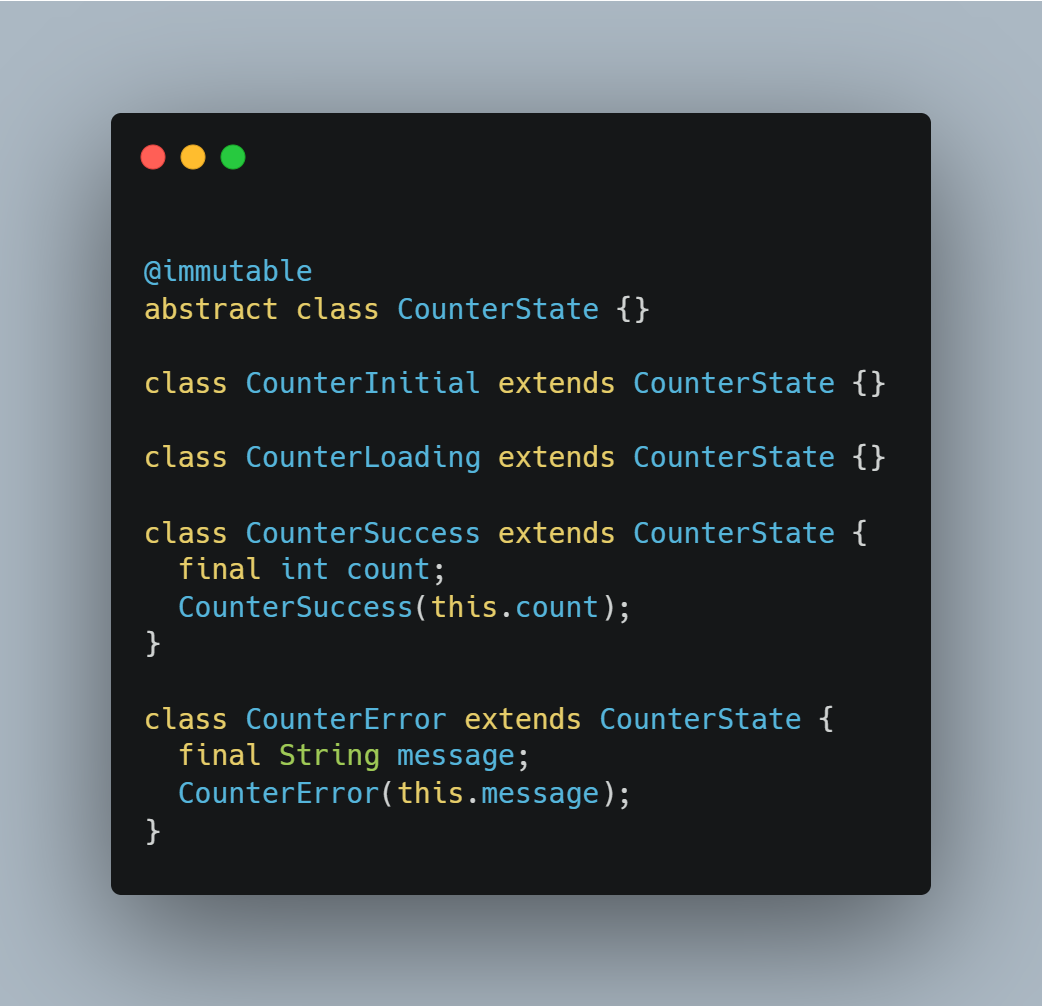 @immutable
abstract class CounterState {}
class CounterInitial extends CounterState {}
class CounterLoading extends CounterState {}
class CounterSuccess extends CounterState {
  final int count;
  CounterSuccess(this.count);
}
class CounterError extends CounterState {
  final String message;
  CounterError(this.message);
}